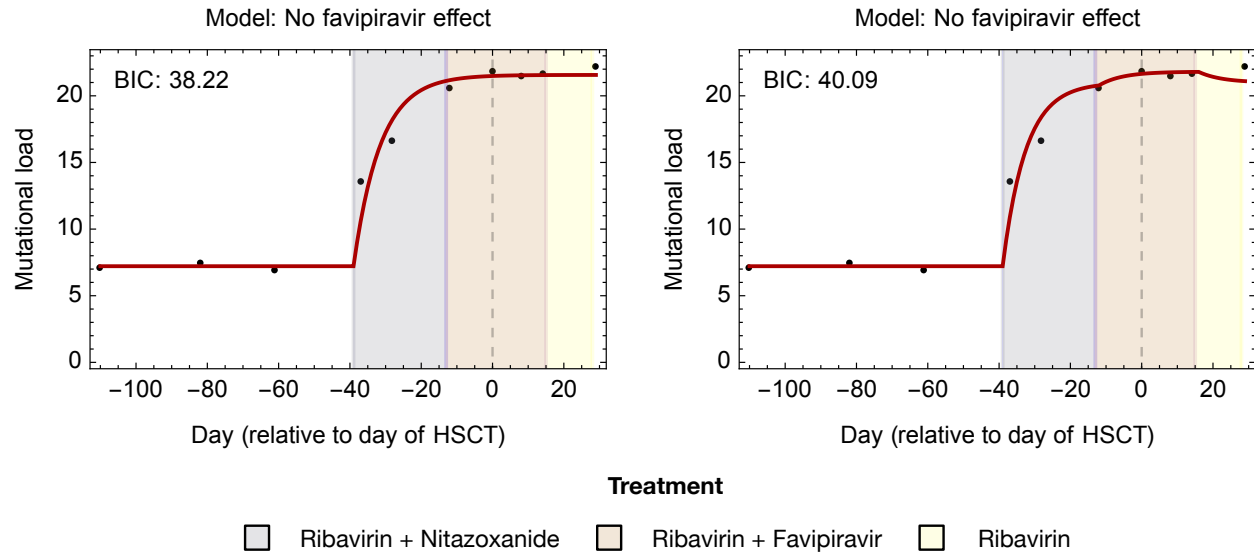 Model: No favipiravir effect
BIC: 38.22
Mutational load
20
15
10
5
0
−100 −80 −60 −40 −20 0 20
Day (relative to day of HSCT)
Model: No favipiravir effect
BIC: 40.09
Mutational load
20
15
10
5
0
−100 −80 −60 −40 −20 0 20
Day (relative to day of HSCT)
Treatment
Ribavirin + Nitazoxanide Ribavirin + Favipiravir Ribavirin